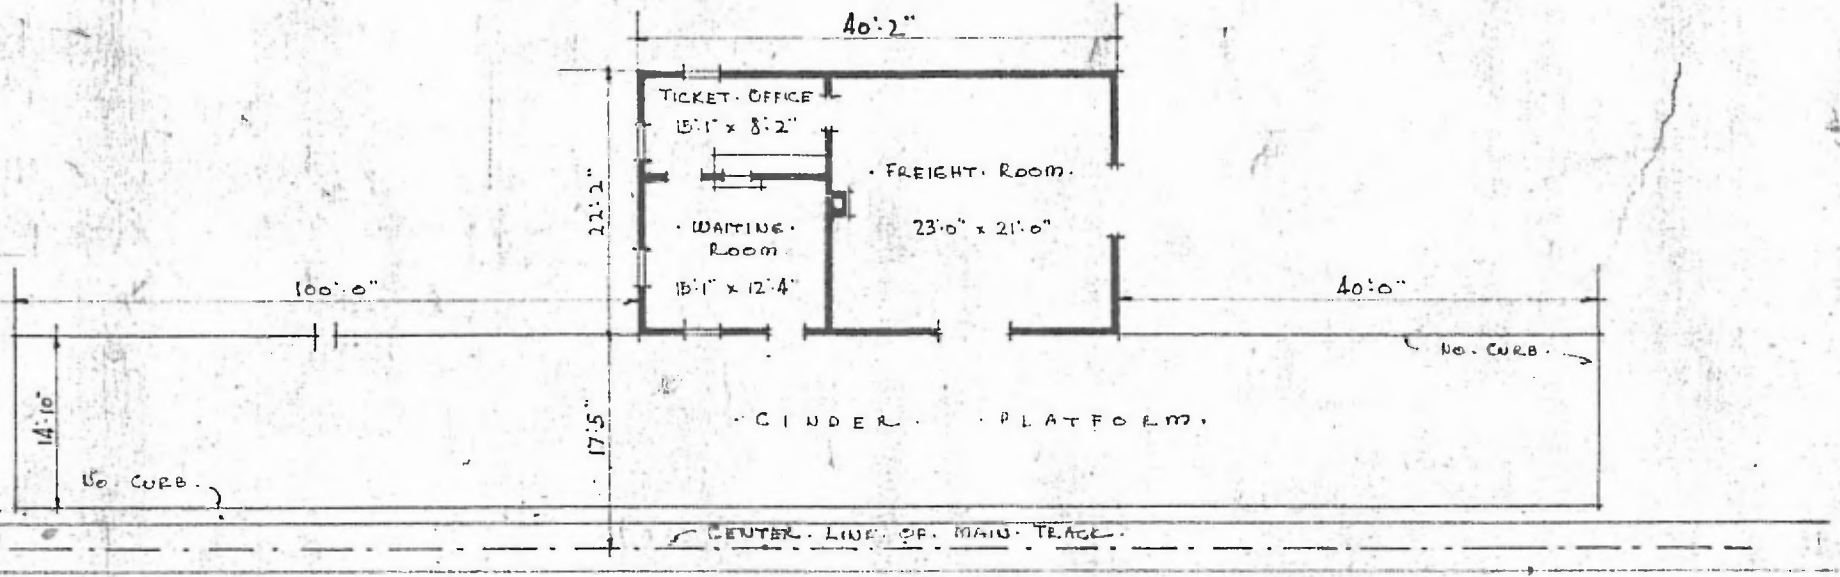 40'-2"
TICKET. OFFICE
15'-1" x 8'-2"
. FREIGHT. ROOM.
23'-0" x 21'-0"
22'-2"
. WAITING.
ROOM.
15'-1" x 12'-4"
100'-0"
40'-0"
NO. CURB.
14'-10"
17'-5"
. CINDER. . PLATFORM.
NO. CURB.
CENTER. LINE. OF. MAIN. TRACK.